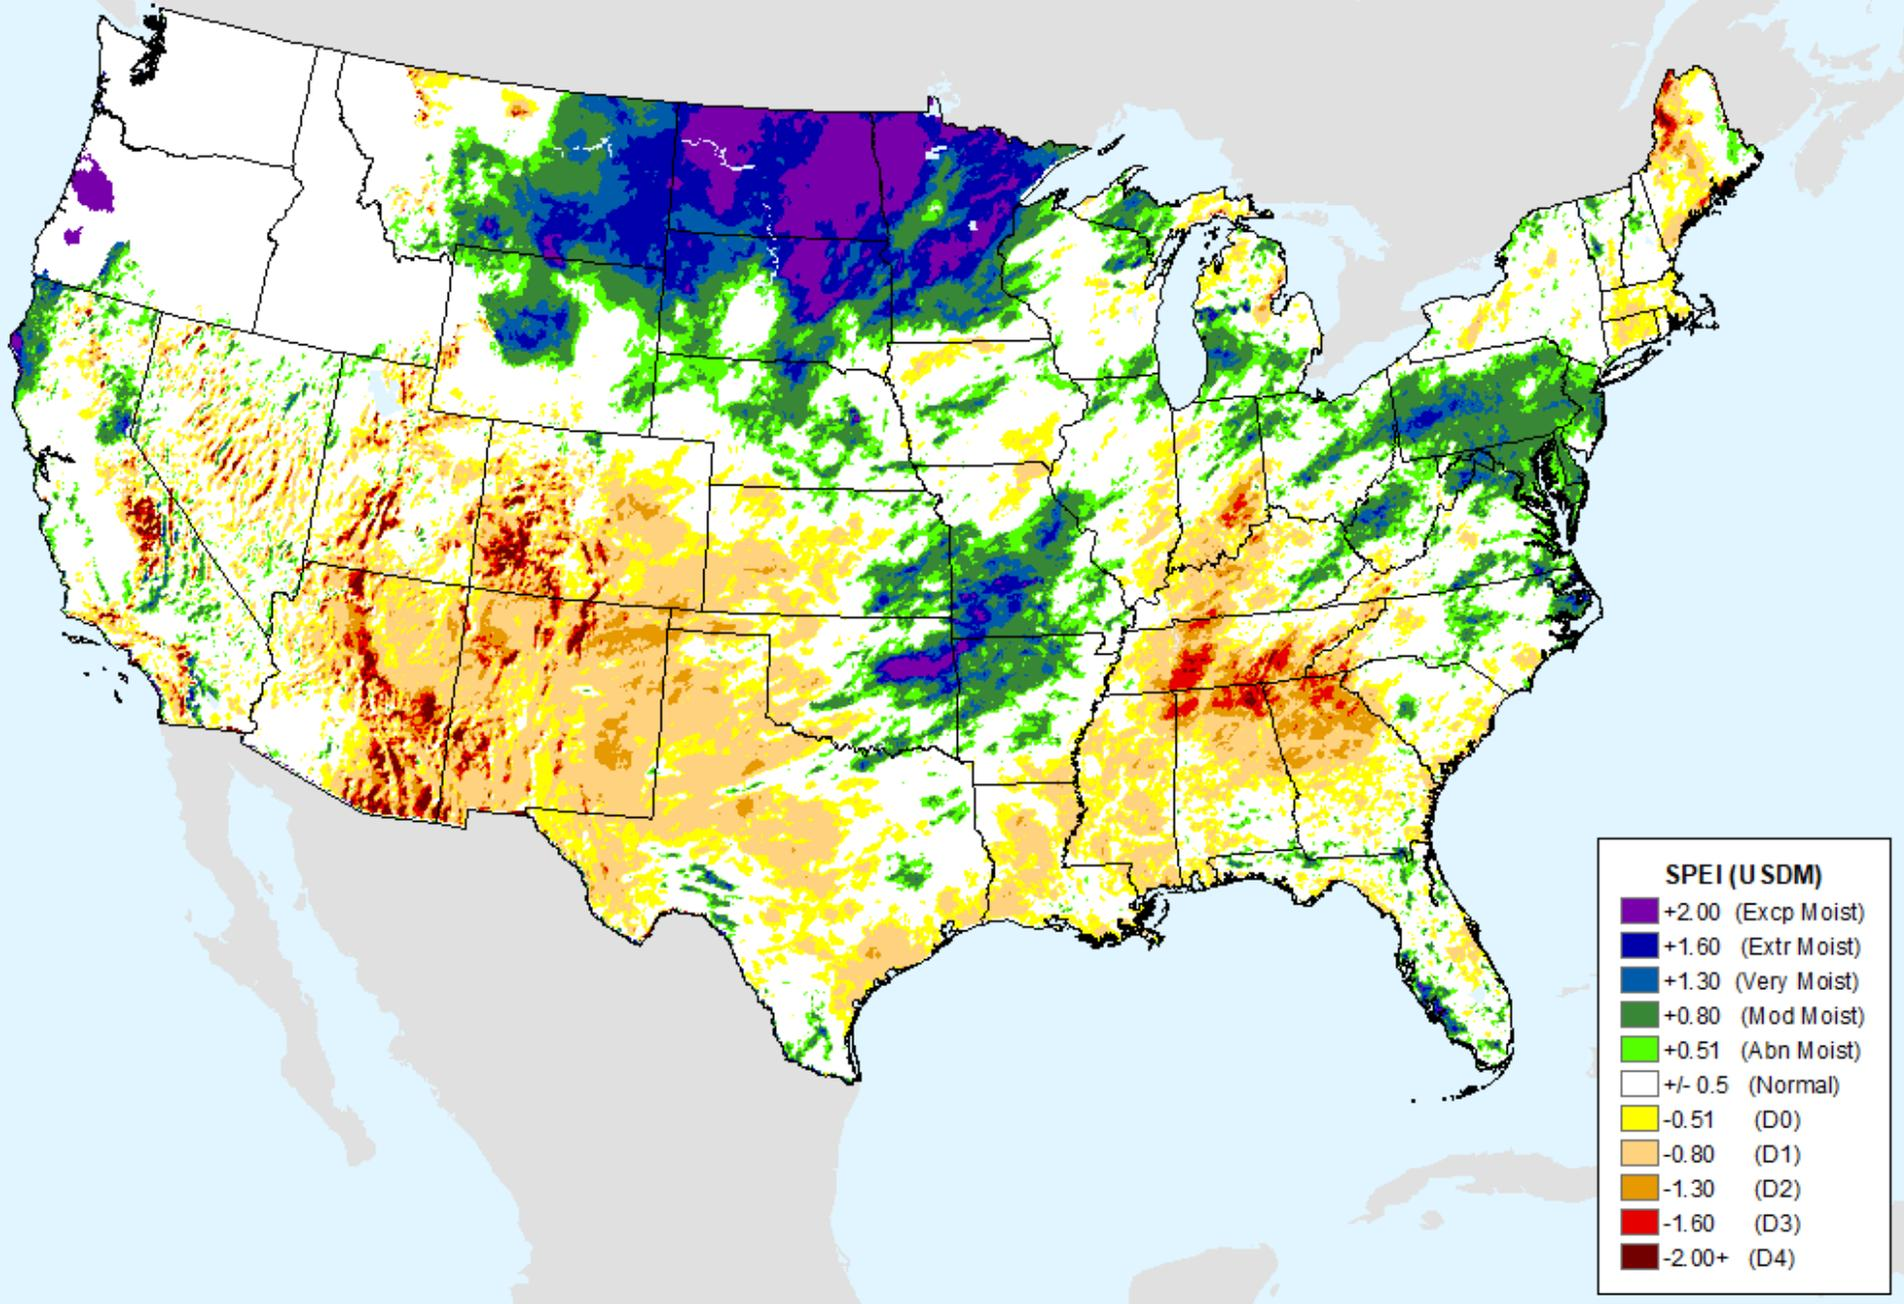 SPEI (USDM)
+2.00 (Excp Moist)
+1.60 (Extr Moist)
+1.30 (Very Moist)
+0.80 (Mod Moist)
+0.51 (Abn Moist)
+/- 0.5 (Normal)
-0.51 (D0)
-0.80 (D1)
-1.30 (D2)
-1.60 (D3)
-2.00+ (D4)